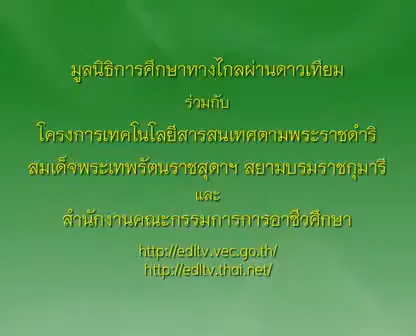 มูลนิธิการศึกษาทางไกลผ่านดาวเทียม
ร่วมกับ
โครงการเทคโนโลยีสารสนเทศตามพระราชดำริ
สมเด็จพระเทพรัตนราชสุดาฯ สยามบรมราชกุมารี
และ
สำนักงานคณะกรรมการการอาชีวศึกษา
http://edltv.vec.go.th/
http://edltv.thai.net/